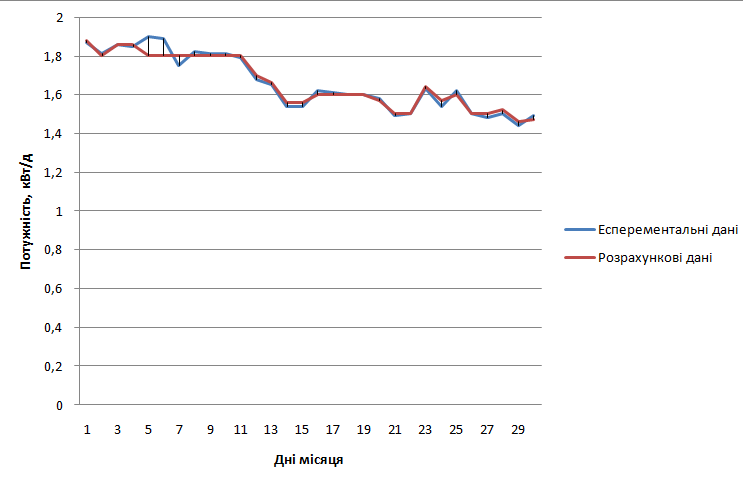 2
1,8
1,6
1,4
1,2
1
0,8
0,6
0,4
0,2
0
Потужність, кВт/д
1 3 5 7 9 11 13 15 17 19 21 23 25 27 29
Дні місяця
Есперементальні дані
Розрахункові дані